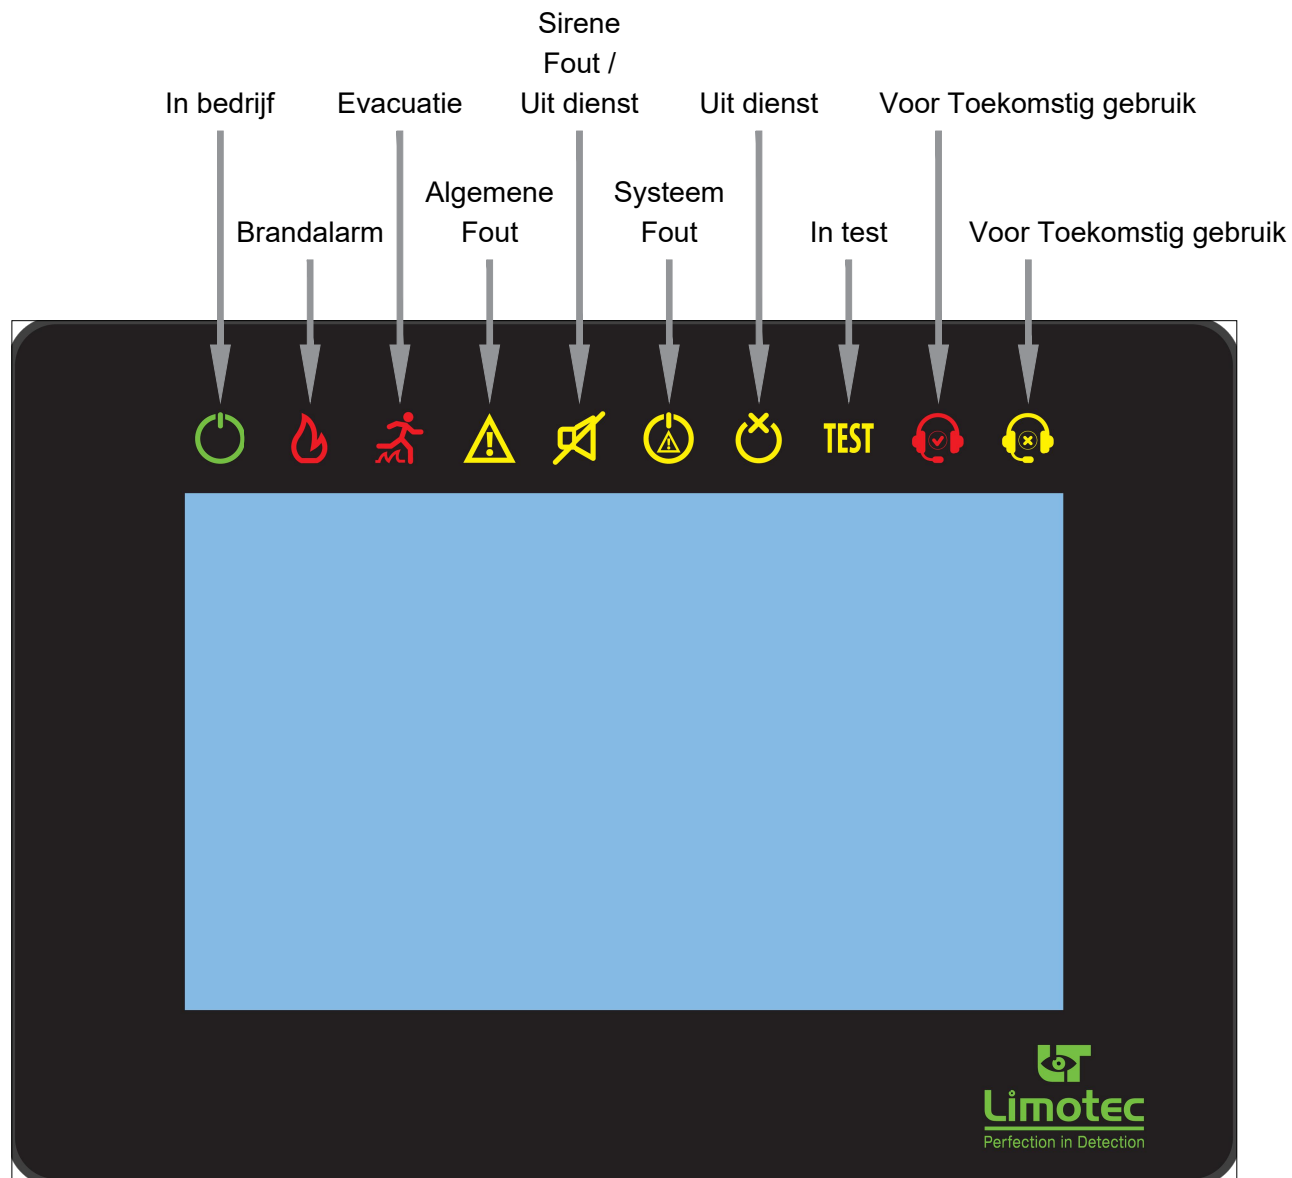 Sirene
Fout /
Uit dienst
In bedrijf
Evacuatie
Uit dienst
Voor Toekomstig gebruik
Algemene
Fout
Systeem
Fout
Brandalarm
In test
Voor Toekomstig gebruik
TEST
LT
Limotec
Perfection in Detection